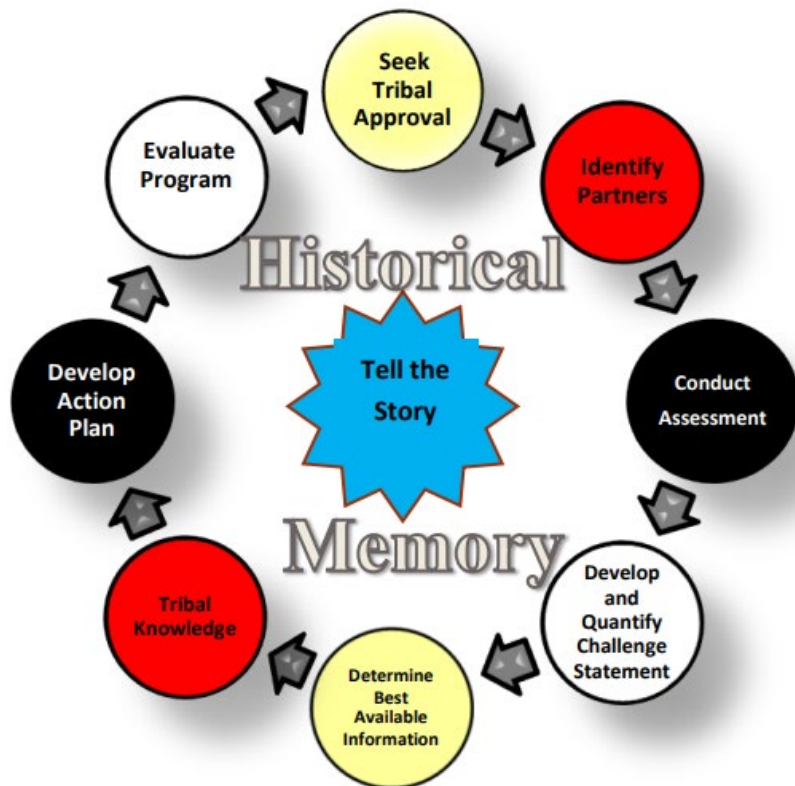 Seek
Tribal
Approval
Identify
Partners
Conduct
Assessment
Develop
and
Quantify
Challenge
Statement
Determine
Best
Available
Information
Tribal
Knowledge
Develop
Action
Plan
Evaluate
Program
Historical
Tell the
Story
Memory